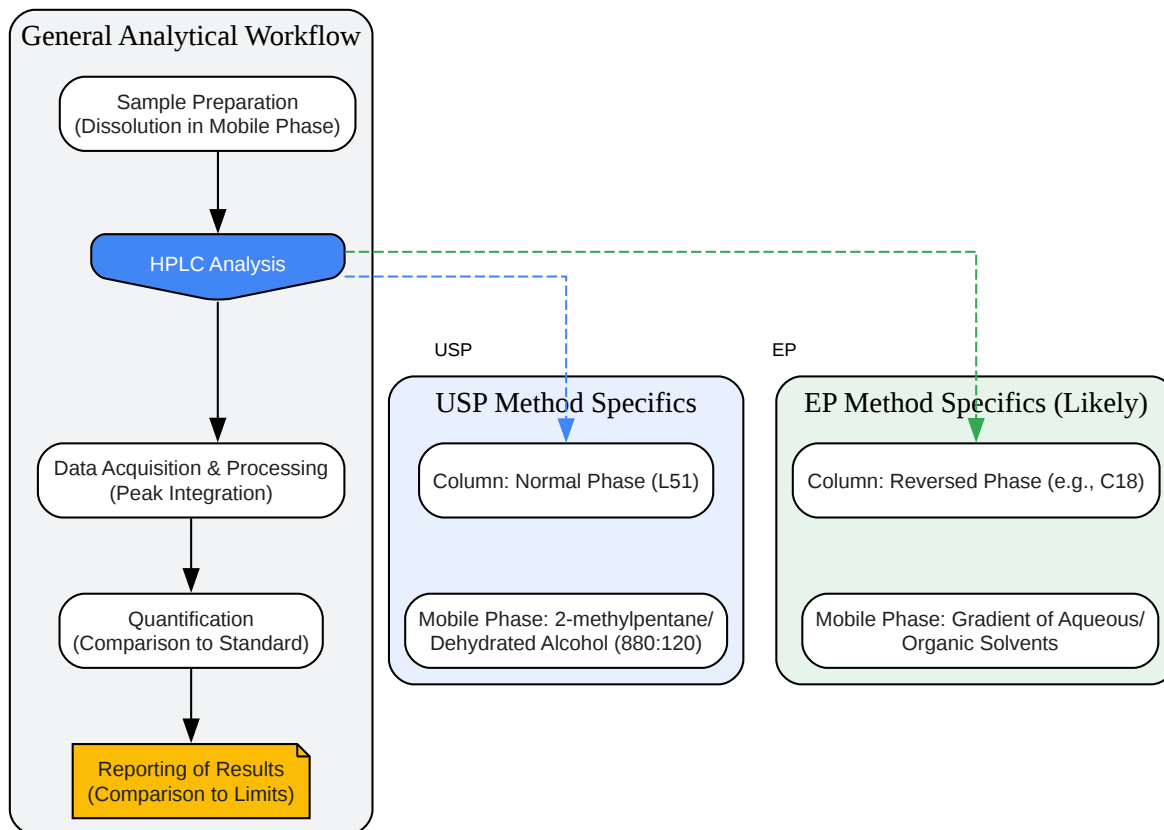 General Analytical Workflow
Sample Preparation
(Dissolution in Mobile Phase)
HPLC Analysis
Data Acquisition & Processing
(Peak Integration)
Quantification
(Comparison to Standard)
Reporting of Results
(Comparison to Limits)
USP
USP Method Specifics
Column: Normal Phase (L51)
Mobile Phase: 2-methylpentane/
Dehydrated Alcohol (880:120)
EP
EP Method Specifics (Likely)
Column: Reversed Phase (e.g., C18)
Mobile Phase: Gradient of Aqueous/
Organic Solvents